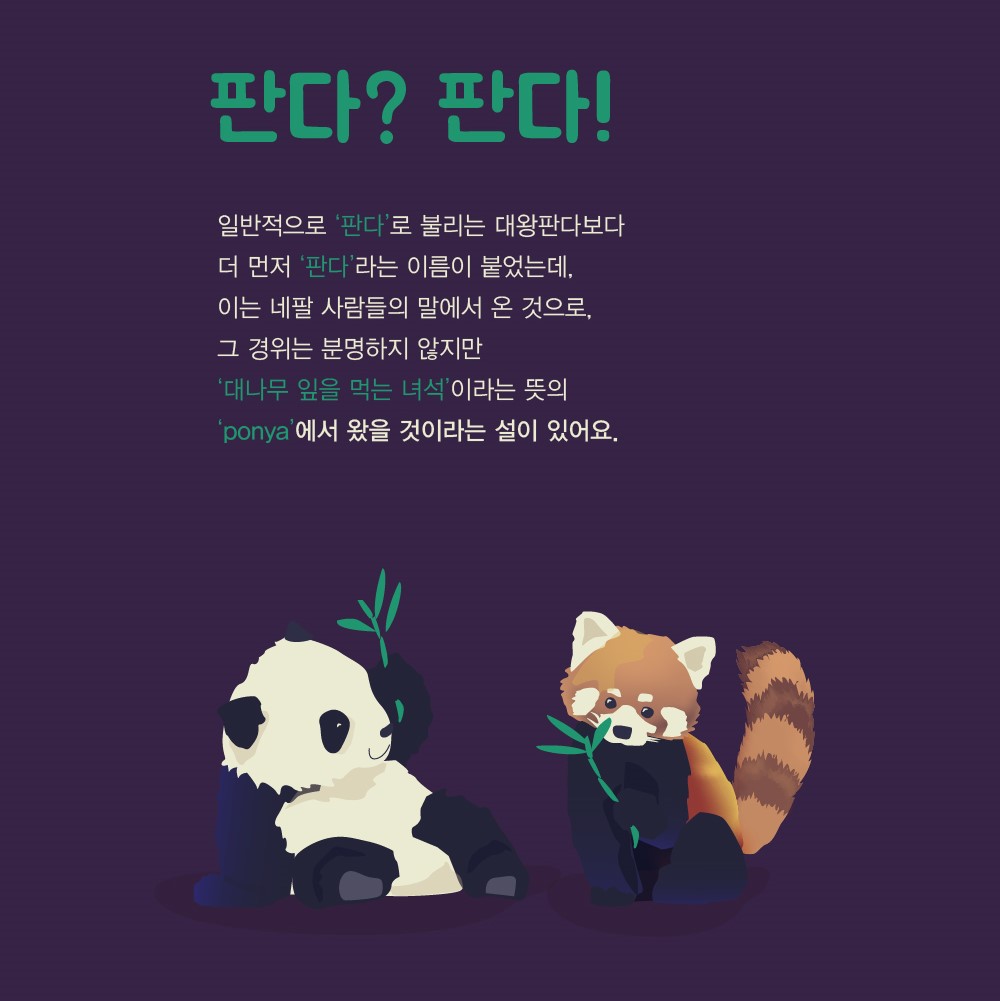 판다? 판다!
일반적으로 ‘판다’로 불리는 대왕판다보다
더 먼저 ‘판다’라는 이름이 붙었는데,
이는 네팔 사람들의 말에서 온 것으로,
그 경위는 분명하지 않지만
‘대나무 잎을 먹는 녀석’이라는 뜻의
‘ponya’에서 왔을 것이라는 설이 있어요.